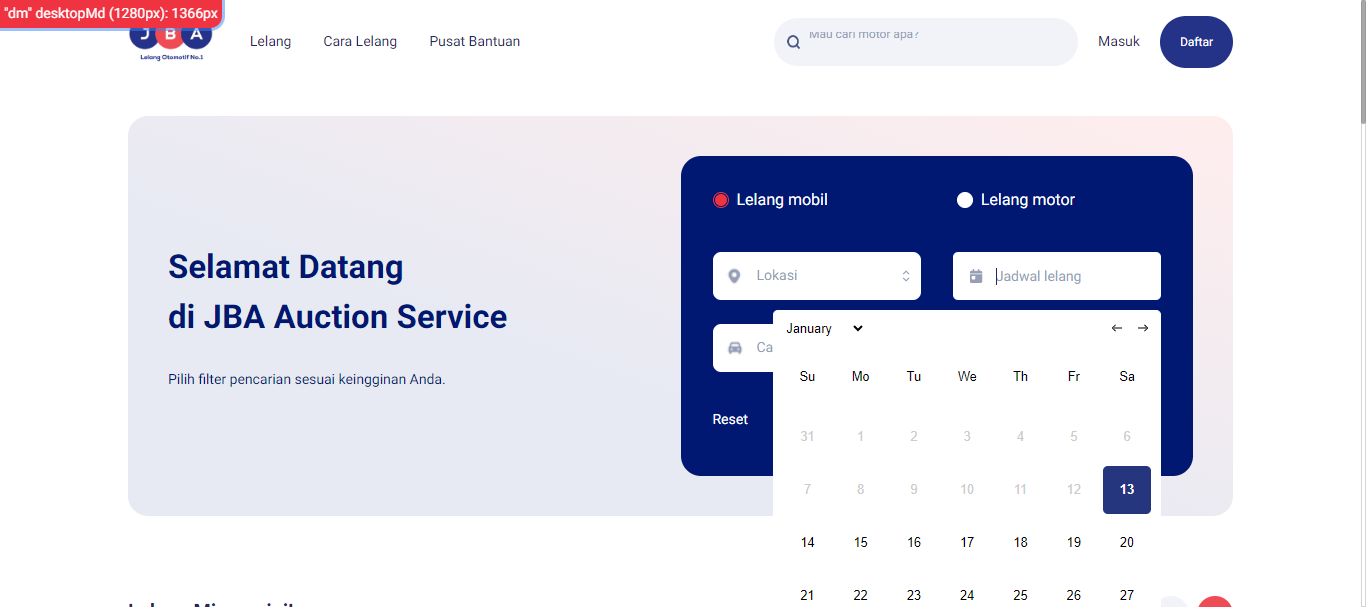 "dm" desktopMd (1280px): 1366px
JBA
Lelang Otomotif No.1
Lelang Cara Lelang Pusat Bantuan
Mau cari motor apa?
Masuk Daftar
Lelang mobil Lelang motor
Selamat Datang
di JBA Auction Service
Pilih filter pencarian sesuai keingginan Anda.
Lokasi Jadwal lelang
Ca
Reset
January
Su Mo Tu We Th Fr Sa
31 1 2 3 4 5 6
7 8 9 10 11 12 13
14 15 16 17 18 19 20
21 22 23 24 25 26 27